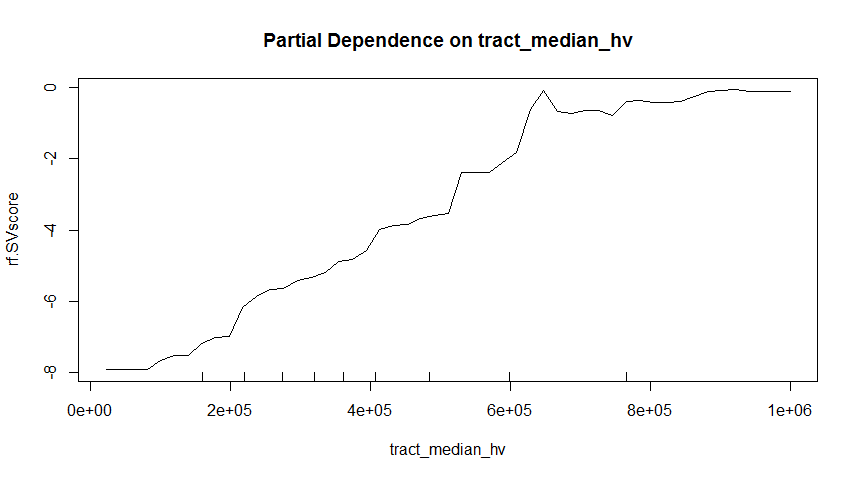 Partial Dependence on tract_median_hv
rf.SVscore
0
-2
-4
-6
-8
0e+00 2e+05 4e+05 6e+05 8e+05 1e+06
tract_median_hv